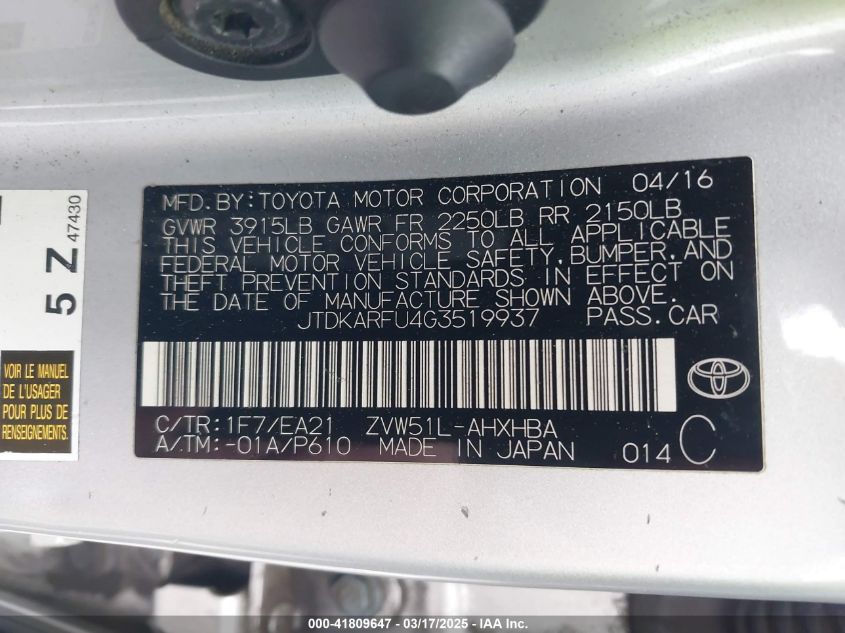 MFD.BY:TOYOTA MOTOR CORPORATION 04/16
GVWR 3915LB GAWR FR 2250LB RR 2150LB
THIS VEHICLE CONFORMS TO ALL APPLICABLE
FEDERAL MOTOR VEHICLE SAFETY,BUMPER,AND
THEFT PREVENTION STANDARDS IN EFFECT ON
THE DATE OF MANUFACTURE SHOWN ABOVE.
JTDKARFU4G3519937 PASS.CAR
C/TR:1F7/EA21 ZVW51L-AHXHBA
A/TM:-01A/P610 MADE IN JAPAN 014 C
5 Z 47430
VOIR LE MANUEL
DE L'USAGER
POUR PLUS DE
RENSEIGNEMENTS.
000-41809647 — 03/17/2025 — IAA Inc.